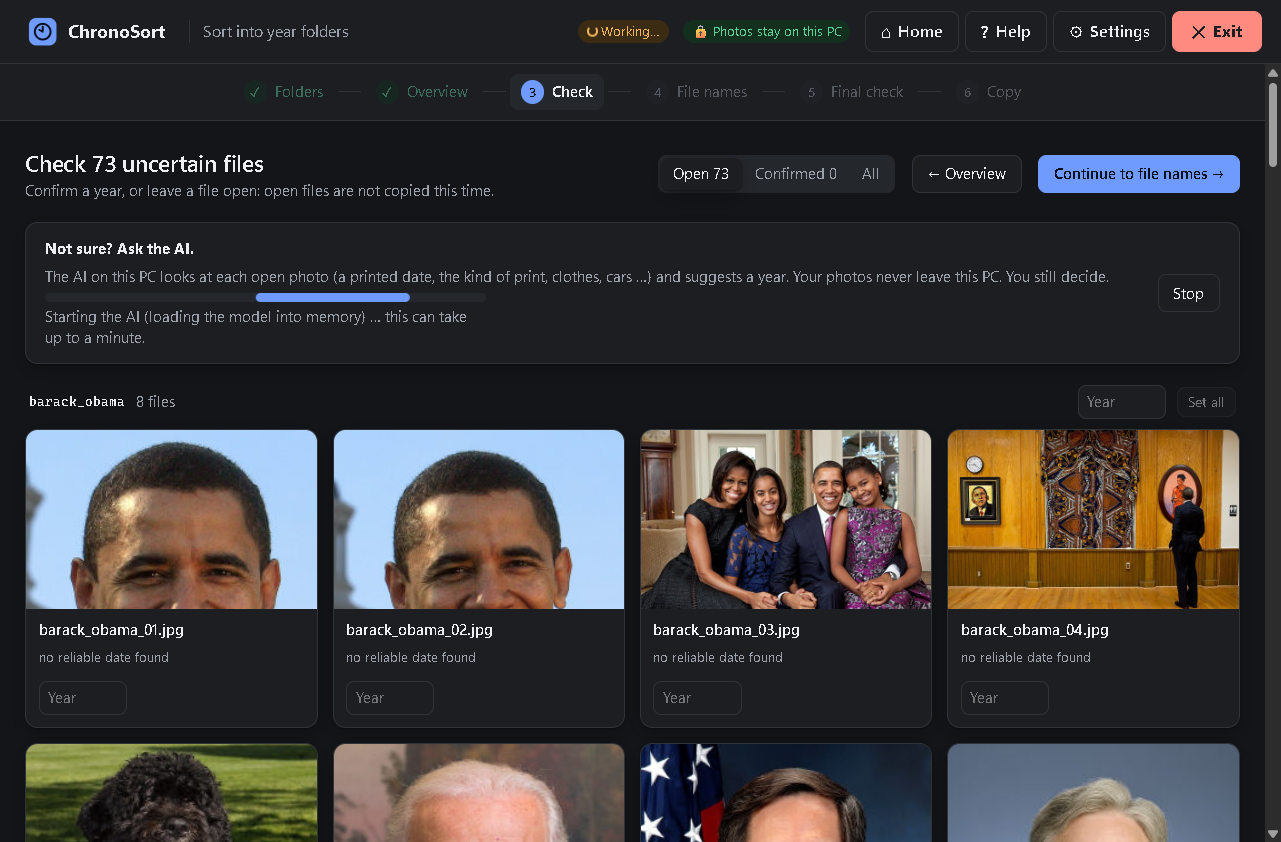 ChronoSort
Sort into year folders
Working...
Photos stay on this PC
Home
? Help
Settings
Exit
Folders
Overview
3 Check
4 File names
5 Final check
6 Copy
Check 73 uncertain files
Confirm a year, or leave a file open: open files are not copied this time.
Open 73
Confirmed 0
All
← Overview
Continue to file names →
Not sure? Ask the AI.
The AI on this PC looks at each open photo (a printed date, the kind of print, clothes, cars ...) and suggests a year. Your photos never leave this PC. You still decide.
Starting the AI (loading the model into memory) ... this can take
up to a minute.
Stop
barack_obama 8 files
Year
Set all
barack_obama_01.jpg
no reliable date found
Year
barack_obama_02.jpg
no reliable date found
Year
barack_obama_03.jpg
no reliable date found
Year
barack_obama_04.jpg
no reliable date found
Year